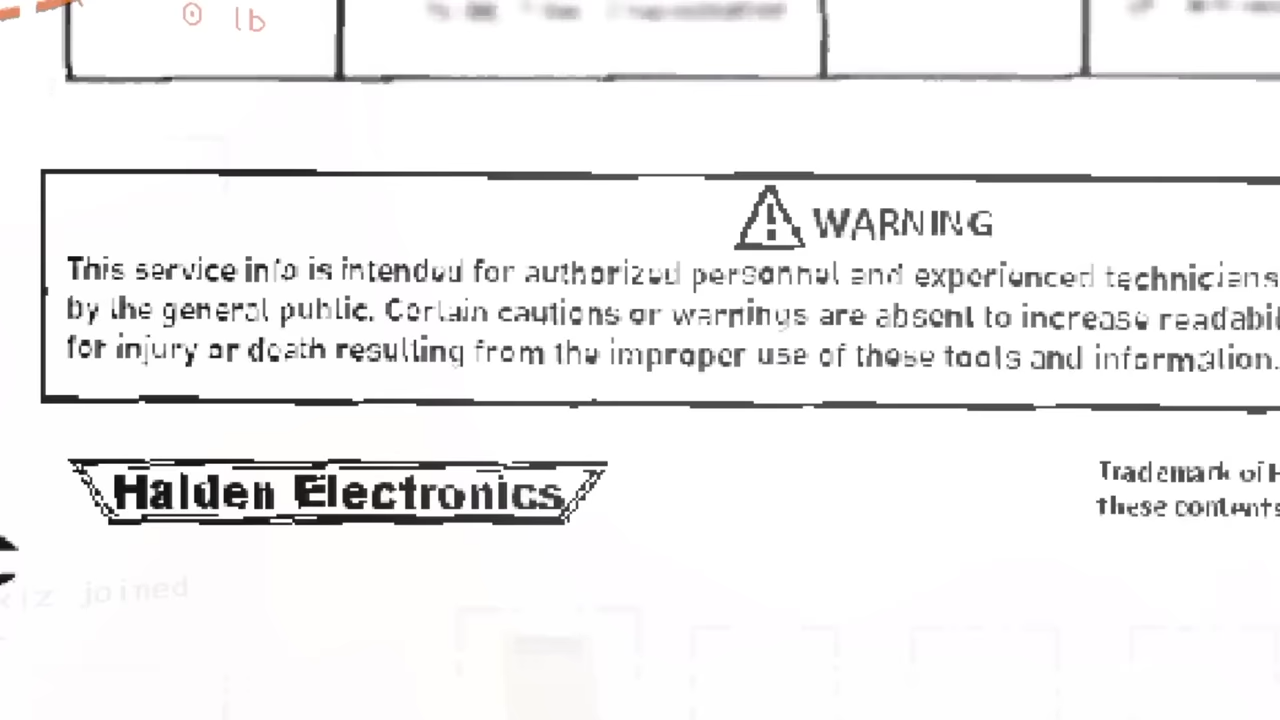 0 lb
WARNING
This service info is intended for authorized personnel and experienced technicians
by the general public. Certain cautions or warnings are absent to increase
for injury or death resulting from the improper use of these tools and information.
Halden Electronics
Trademark of
these contents
joined